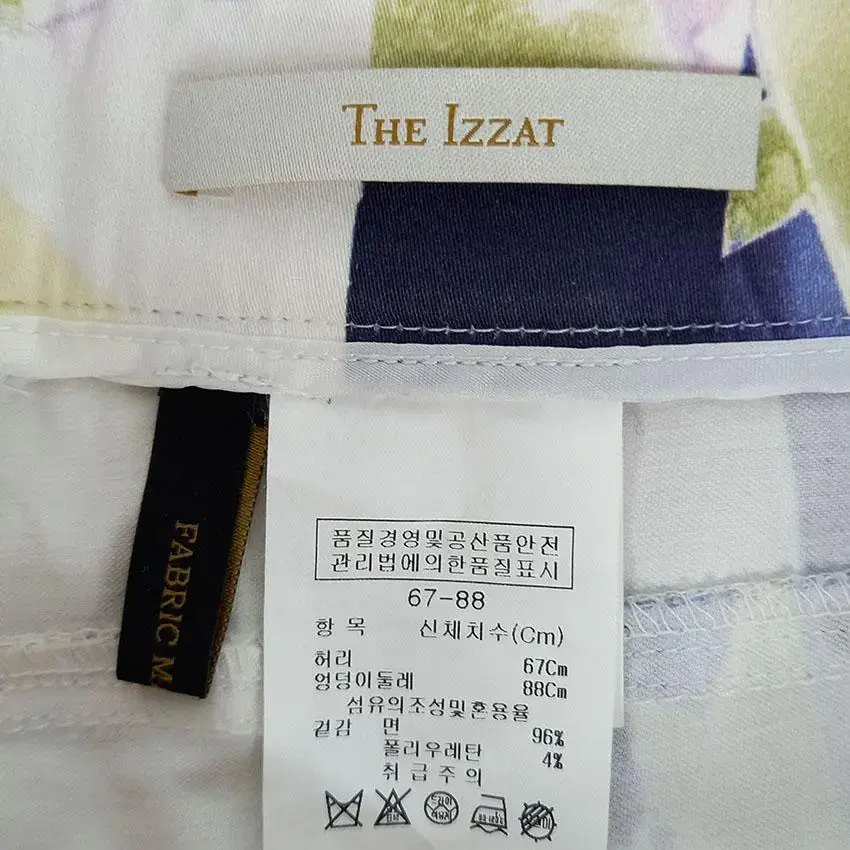 THE IZZAT
FABRIC
품질경영및공산품안전
관리법에의한품질표시
67-88
항 목 신체치수(Cm)
허리 67Cm
엉덩이둘레 88Cm
섬유의조성및혼용율
겉감 면 96%
폴리우레탄 4%
취급주의
드라이